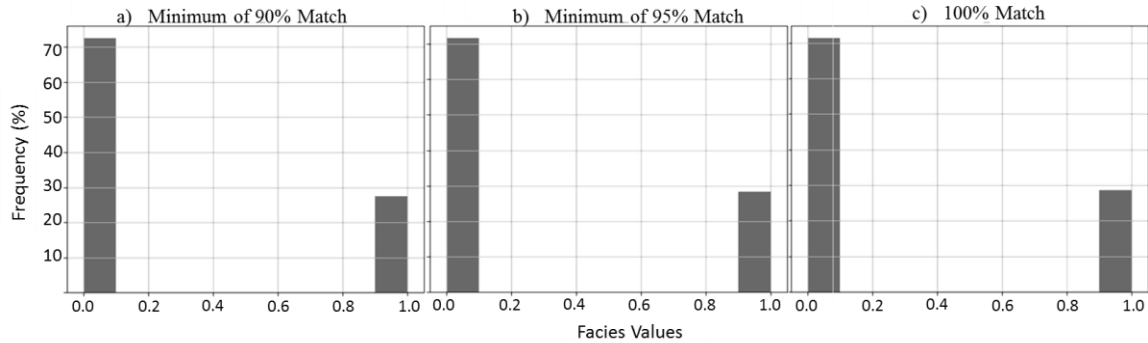 a) Minimum of 90% Match
b) Minimum of 95% Match
c) 100% Match
Frequency (%)
70
60
50
40
30
20
10
0.0 0.2 0.4 0.6 0.8 1.0
0.0 0.2 0.4 0.6 0.8 1.0
0.0 0.2 0.4 0.6 0.8 1.0
Facies Values